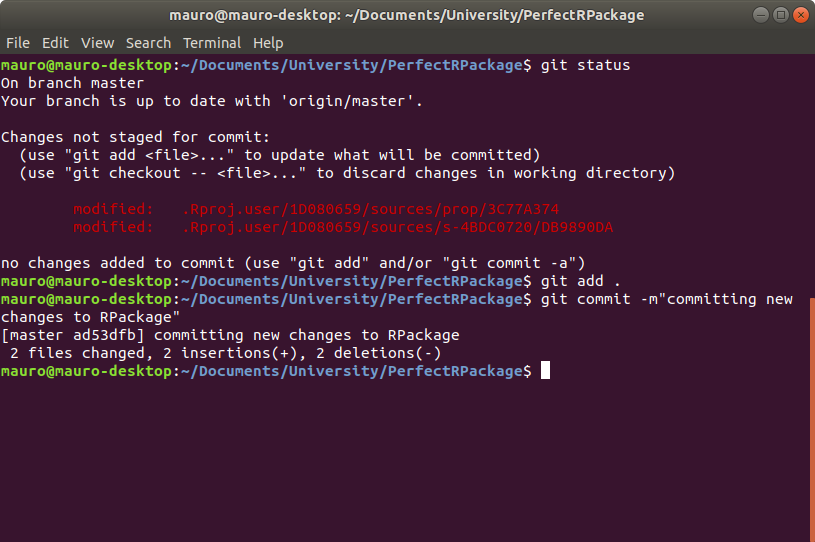 mauro@mauro-desktop: ~/Documents/University/PerfectRPackage
File Edit View Search Terminal Help
mauro@mauro-desktop:~/Documents/University/PerfectRPackage$ git status
On branch master
Your branch is up to date with 'origin/master'.
Changes not staged for commit:
  (use "git add <file>..." to update what will be committed)
  (use "git checkout -- <file>..." to discard changes in working directory)
        modified:   .Rproj.user/1D080659/sources/prop/3C77A374
        modified:   .Rproj.user/1D080659/sources/s-4BDC0720/DB9890DA
no changes added to commit (use "git add" and/or "git commit -a")
mauro@mauro-desktop:~/Documents/University/PerfectRPackage$ git add .
mauro@mauro-desktop:~/Documents/University/PerfectRPackage$ git commit -m"committing new
changes to RPackage"
[master ad53dfb] committing new changes to RPackage
 2 files changed, 2 insertions(+), 2 deletions(-)
mauro@mauro-desktop:~/Documents/University/PerfectRPackage$